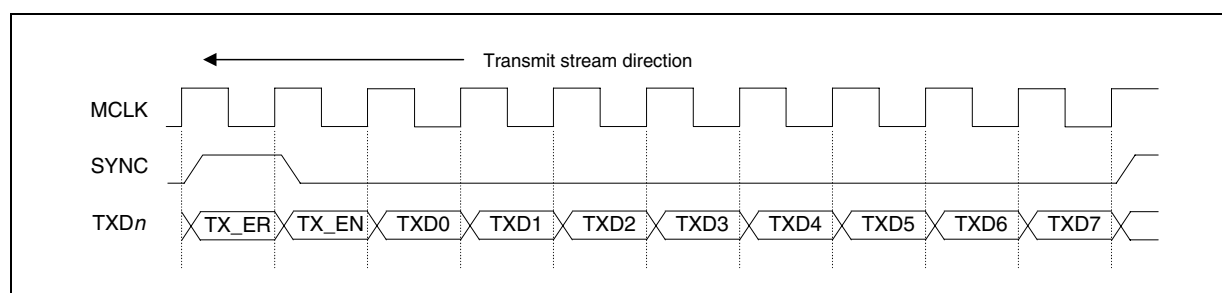 Transmit stream direction
MCLK
SYNC
TXDn TX_ER TX_EN TXD0 TXD1 TXD2 TXD3 TXD4 TXD5 TXD6 TXD7